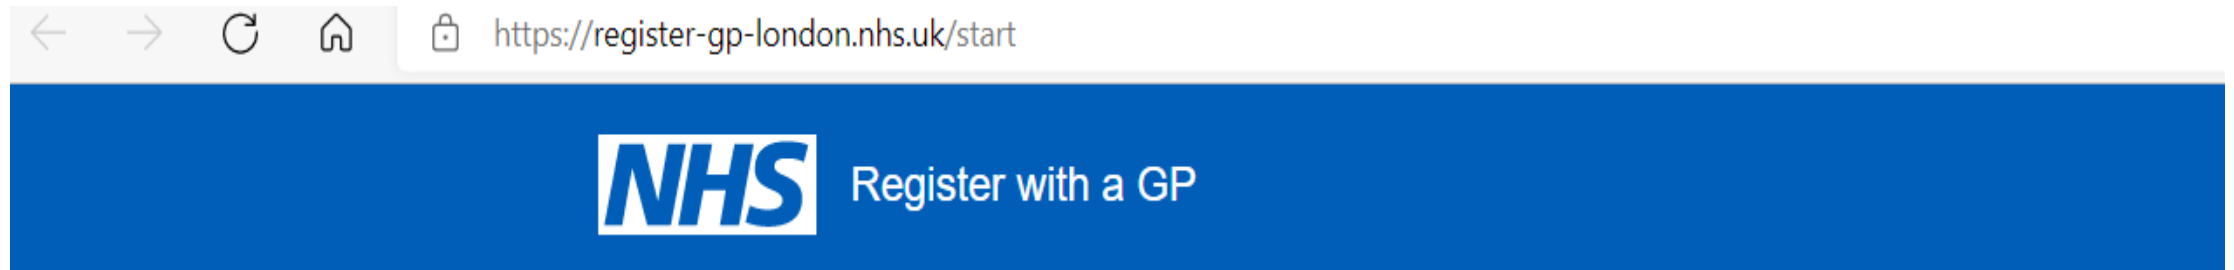 https://register-gp-london.nhs.uk/start
NHS Register with a GP